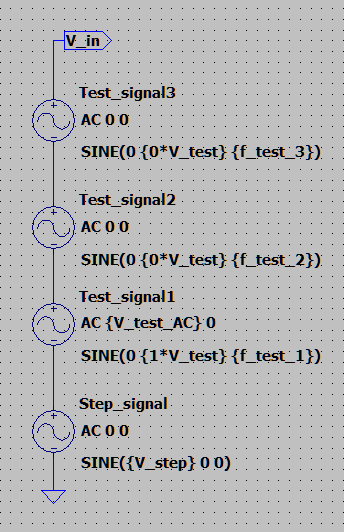 V_in
Test_signal3
AC 0 0
SINE(0 {0*V_test} {f_test_3})
Test_signal2
AC 0 0
SINE(0 {0*V_test} {f_test_2})
Test_signal1
AC {V_test_AC} 0
SINE(0 {1*V_test} {f_test_1})
Step_signal
AC 0 0
SINE({V_step} 0 0)